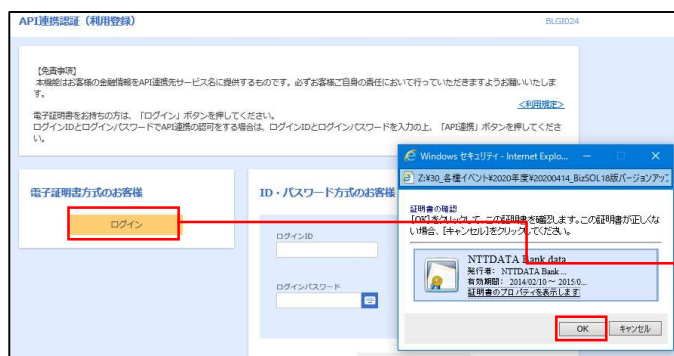 API連携認証（利用登録）
BLGI024
【免責事項】
本機能はお客様の金融情報をAPI連携先サービス名に提供するものです。必ずお客様ご自身の責任において行っていただきますようお願いいたしま
す。
<利用規定>
電子証明書をお持ちの方は、「ログイン」ボタンを押してください。
ログインIDとログインパスワードでAPI連携の認可をする場合は、ログインIDとログインパスワードを入力の上、「API連携」ボタンを押してくださ
い。
電子証明書方式のお客様
ログイン
ID・パスワード方式のお客様
ログインID
ログインパスワード
Windows セキュリティ - Internet Explo...
Z:¥30_各種イベント¥2020年度¥20200414_BizSOL18版バージョンアップ
証明書の確認
[OK]をクリックして、この証明書を確認します。この証明書が正しくな
い場合、[キャンセル]をクリックしてください。
NTTDATA Bank data
発行者: NTTDATA Bank ...
有効期間: 2014/02/10 ～ 2015/0...
証明書のプロパティを表示します
OK
キャンセル